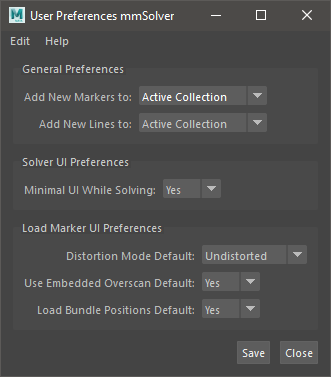 User Preferences mmSolver
Edit Help
General Preferences
Add New Markers to: Active Collection
Add New Lines to: Active Collection
Solver UI Preferences
Minimal UI While Solving: Yes
Load Marker UI Preferences
Distortion Mode Default: Undistorted
Use Embedded Overscan Default: Yes
Load Bundle Positions Default: Yes
Save Close